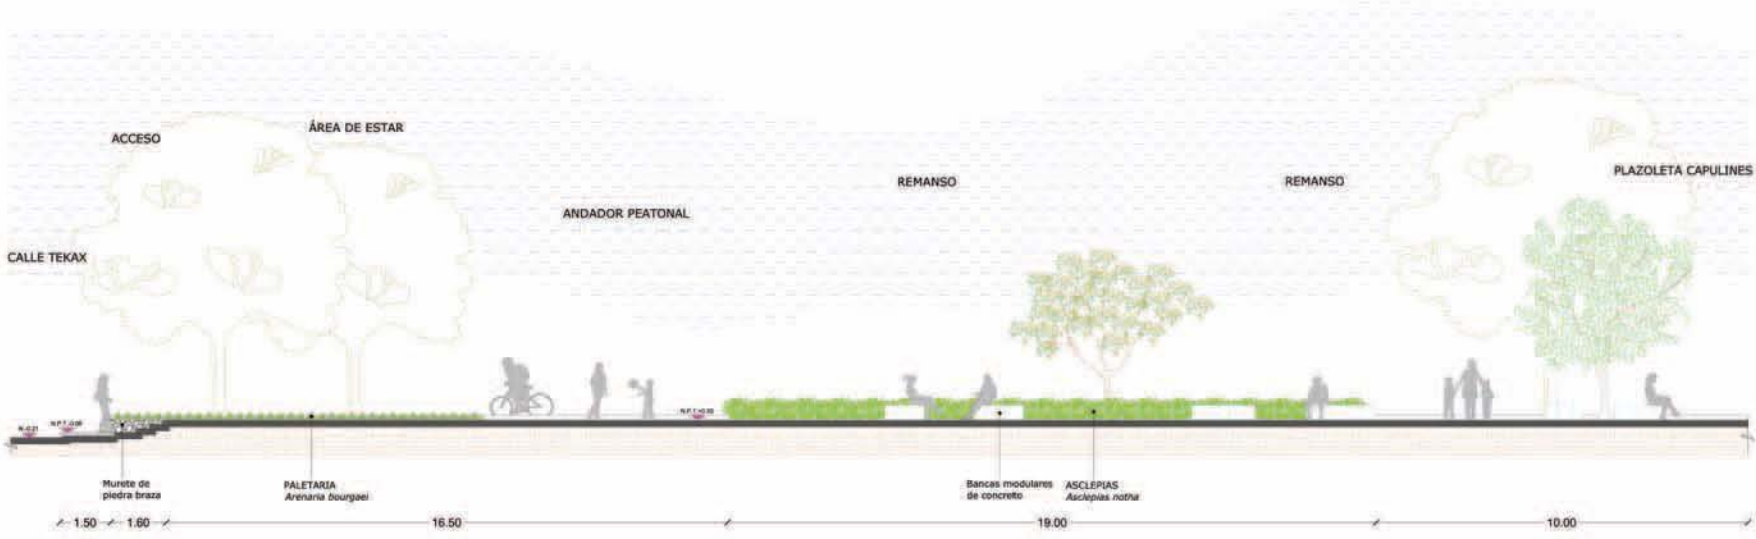 ACCESO
ÁREA DE ESTAR
PLAZOLETA CAPULINES
REMANSO
REMANSO
ANDADOR PEATONAL
CALLE TEKAX
Murete de
piedra braza
PALETARIA
Arenaria bourgaei
Bancas modulares
de concreto
ASCLEPIAS
Asclepias notha
1.50
1.60
16.50
19.00
10.00